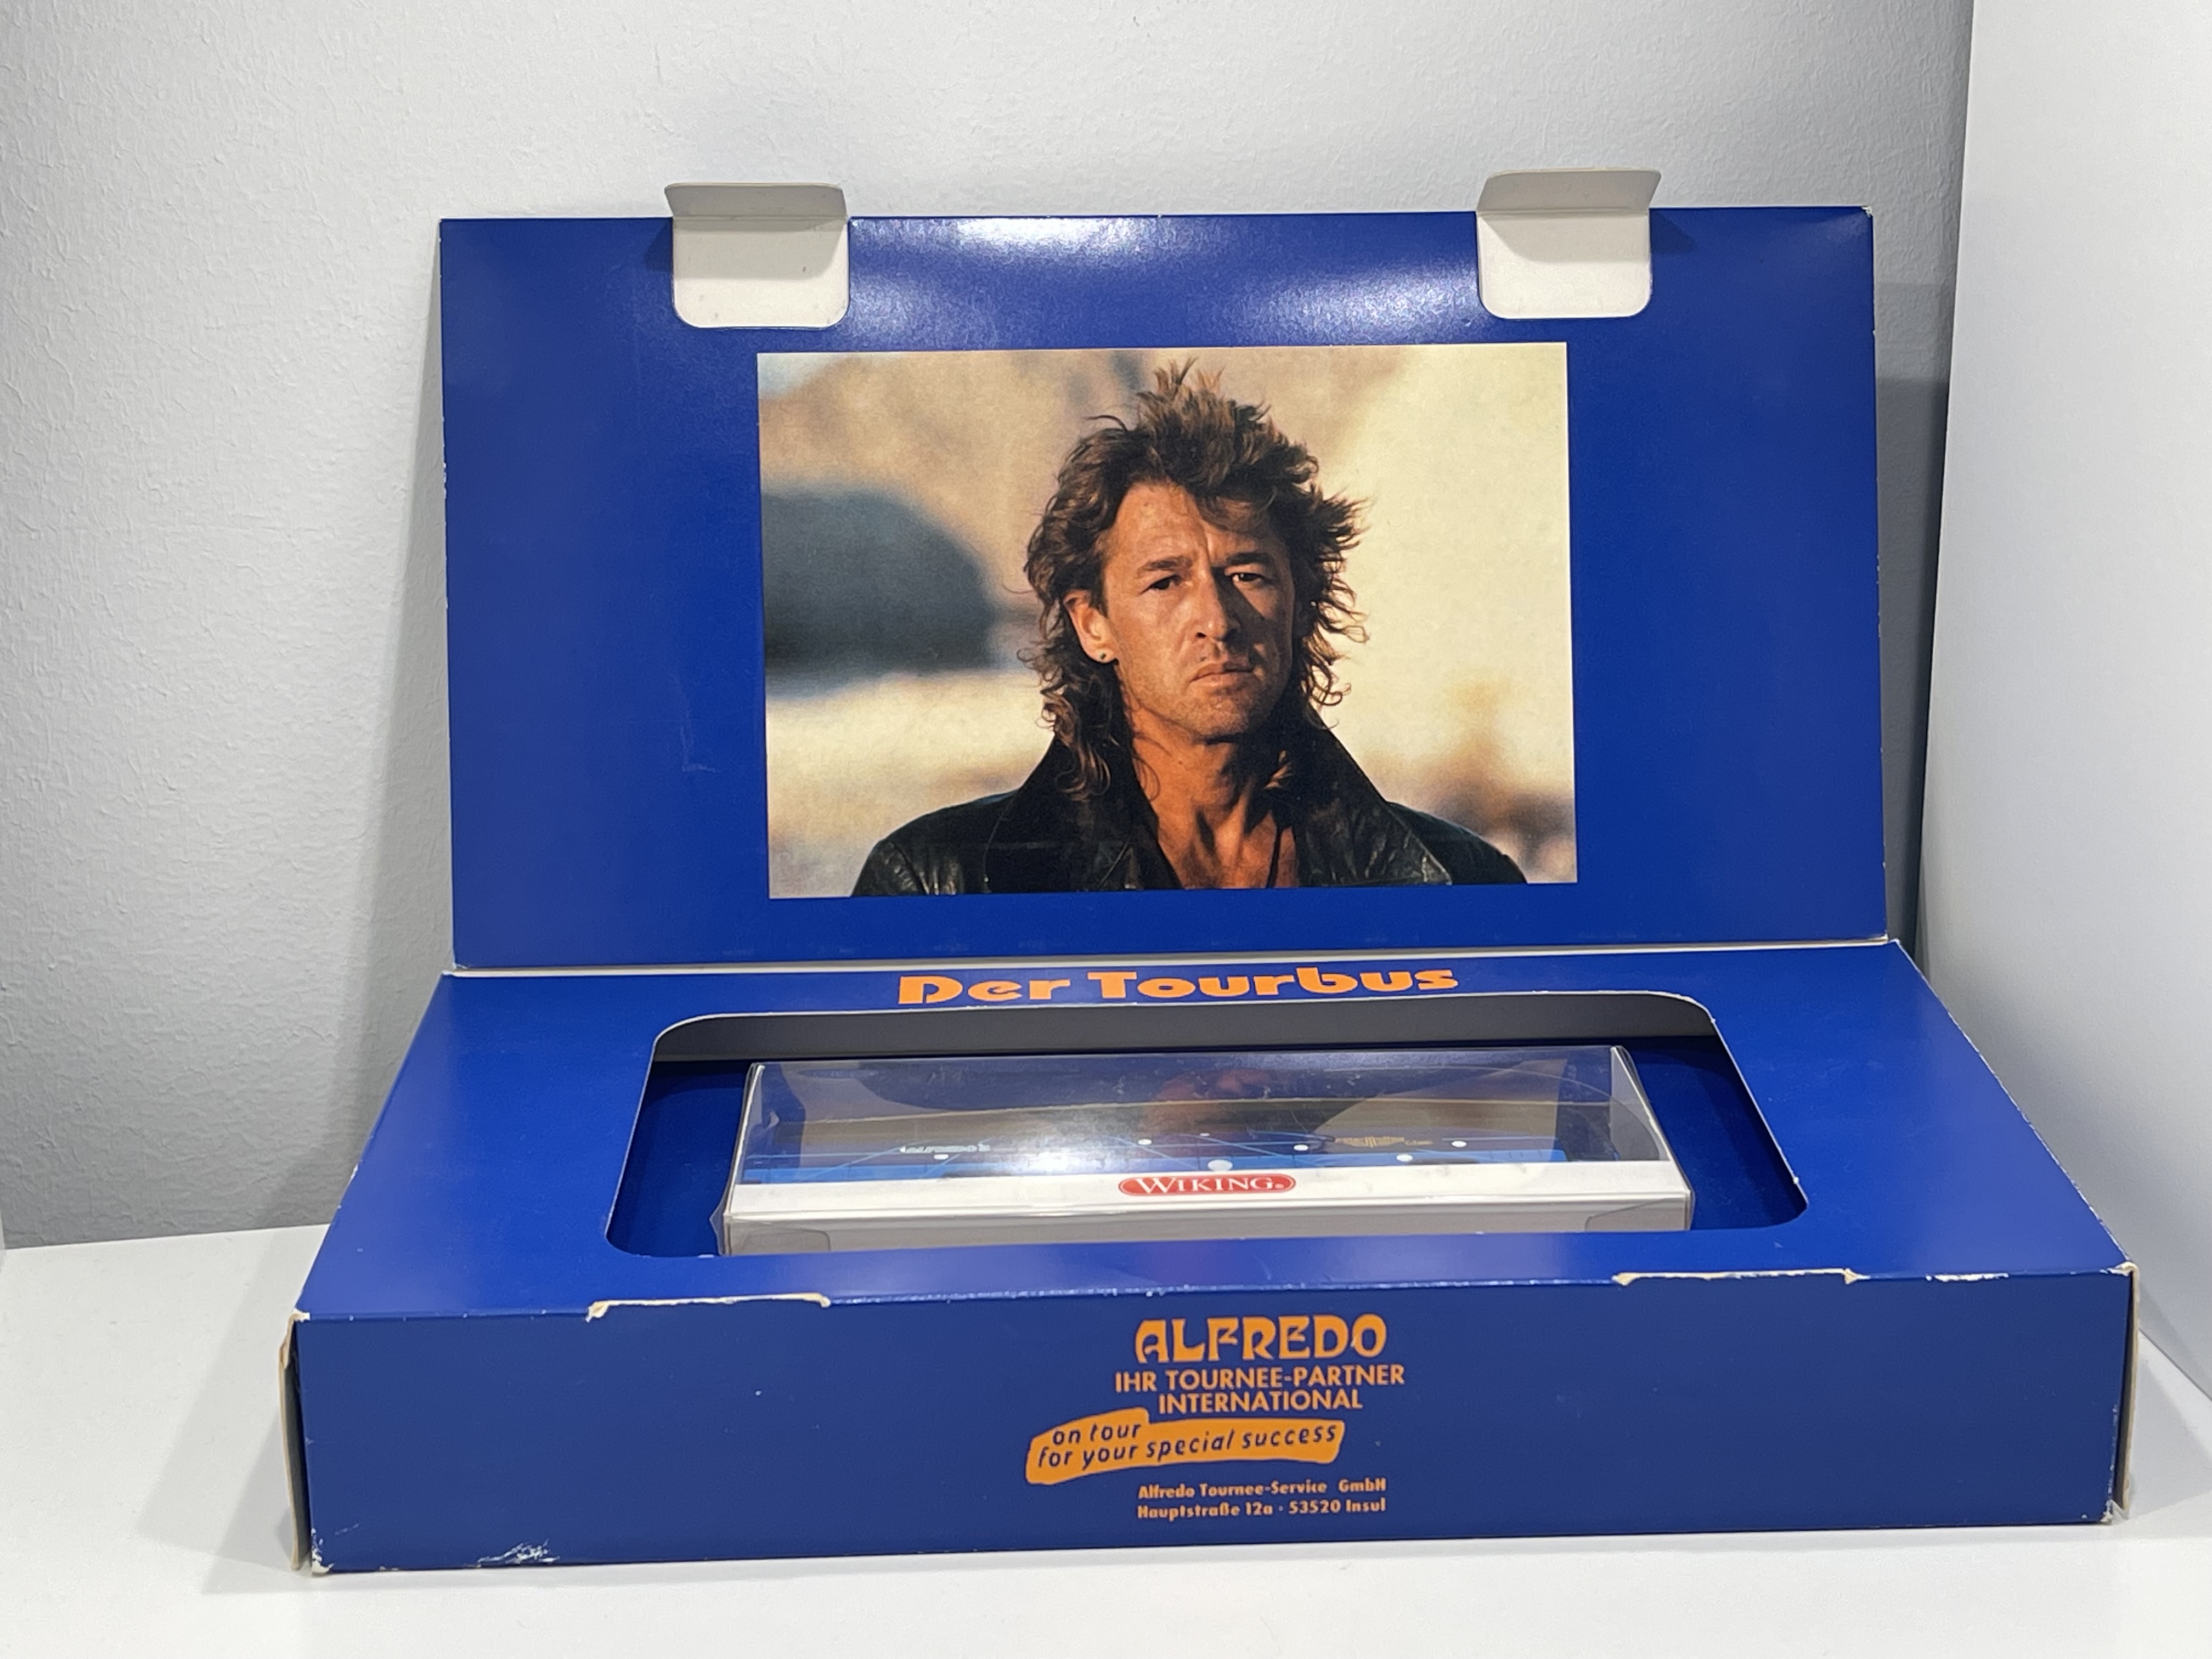 Der Tourbus
ALFREDO'S
WIKING®
ALFREDO
IHR TOURNEE-PARTNER
INTERNATIONAL
on tour
for your special success
Alfredo Tournee-Service GmbH
Hauptstraße 12a · 53520 Insul